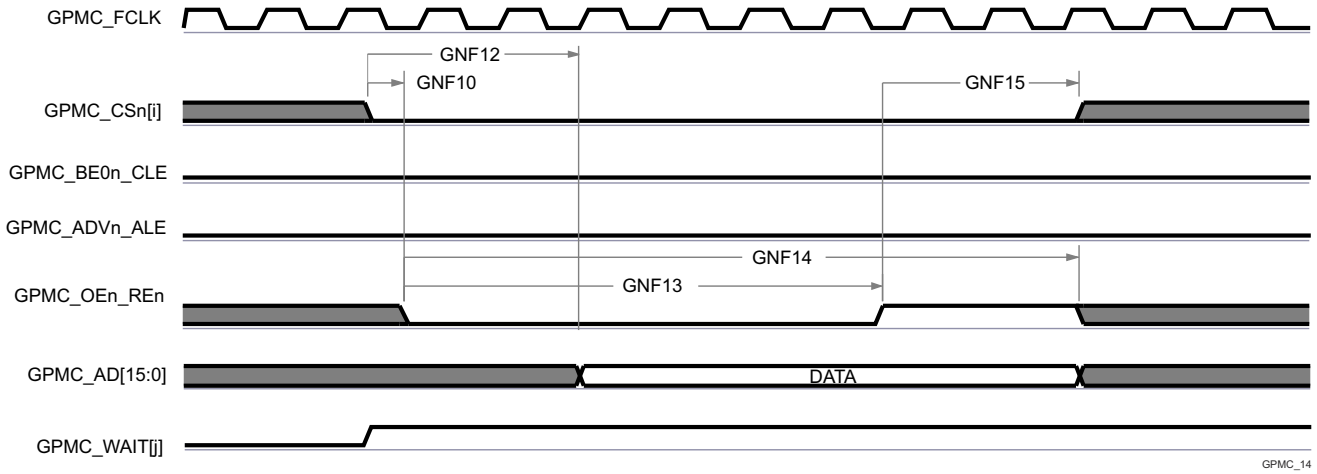 GPMC_FCLK
GNF12
GNF10
GNF15
GPMC_CSn[i]
GPMC_BE0n_CLE
GPMC_ADVn_ALE
GNF14
GNF13
GPMC_OEn_REn
GPMC_AD[15:0]
DATA
GPMC_WAIT[j]
GPMC_14